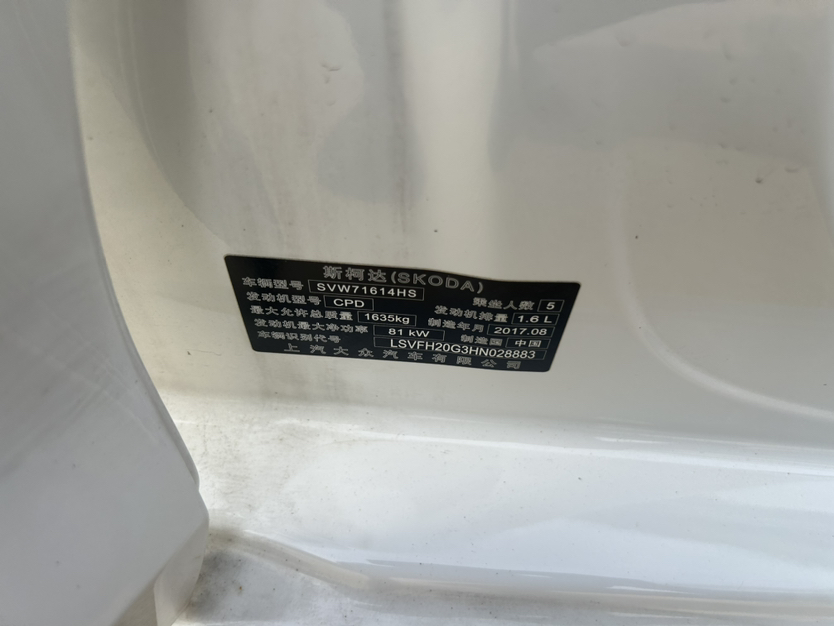 斯柯达(SKODA)
车辆型号 SVW71614HS 乘坐人数 5
发动机型号 CPD 发动机排量 1.6 L
最大允许总质量 1635kg 制造年月 2017.08
发动机最大净功率 81 kW 制造国 中国
车辆识别代号 LSVFH20G3HN028883
上汽大众汽车有限公司